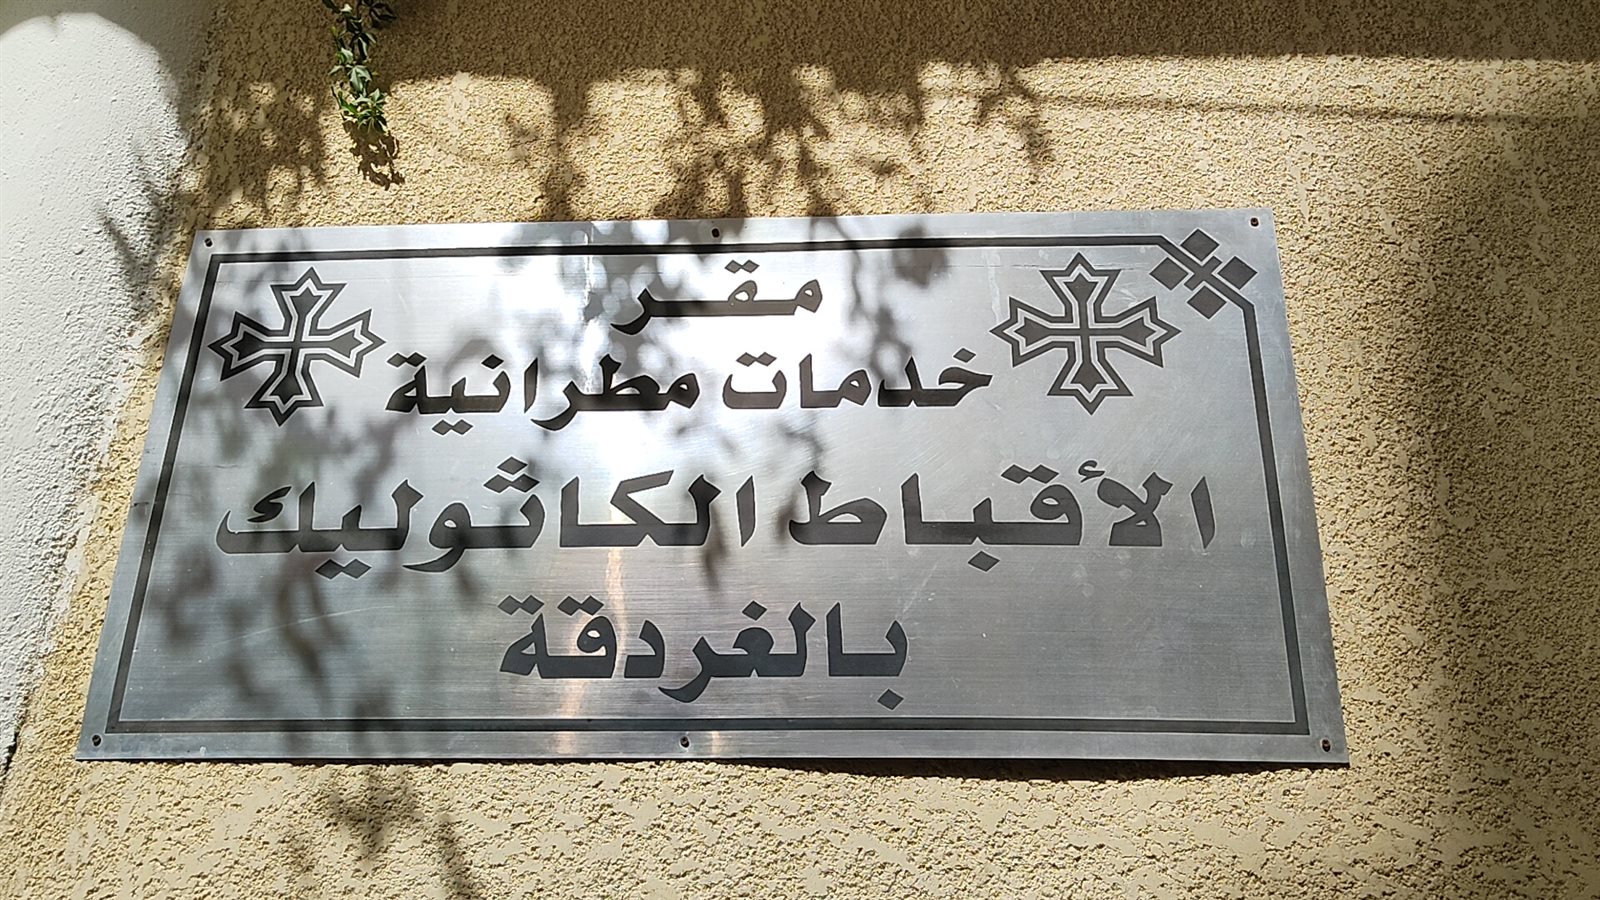 مقر
خدمات مطرانية
الأقباط الكاثوليك
بالغردقة